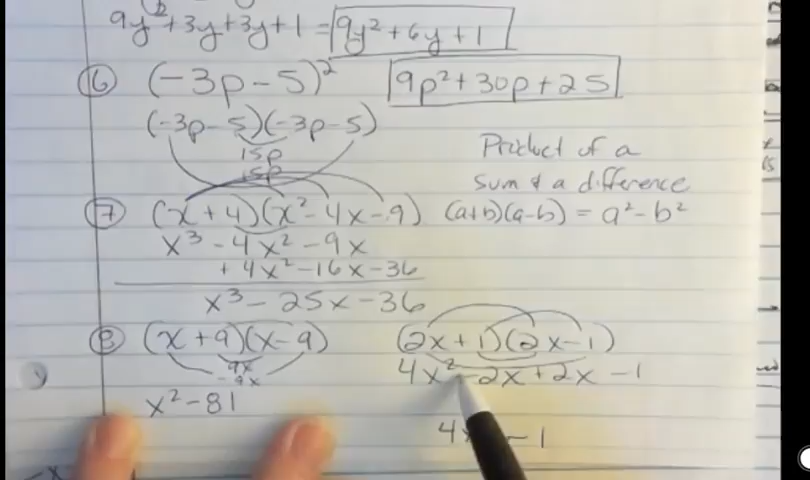 9y²+3y+3y+1 = 9y²+6y+1
6 (-3p-5)² 9p²+30p+25
(-3p-5)(-3p-5)
15p
15p
Product of a
sum & a difference
7 (x+4)(x²-4x-9) (a+b)(a-b) = a²-b²
x³-4x²-9x
+4x²-16x-36
x³-25x-36
8 (x+9)(x-9) (2x+1)(2x-1)
9x
-9x
4x²-2x+2x-1
x²-81
4x -1